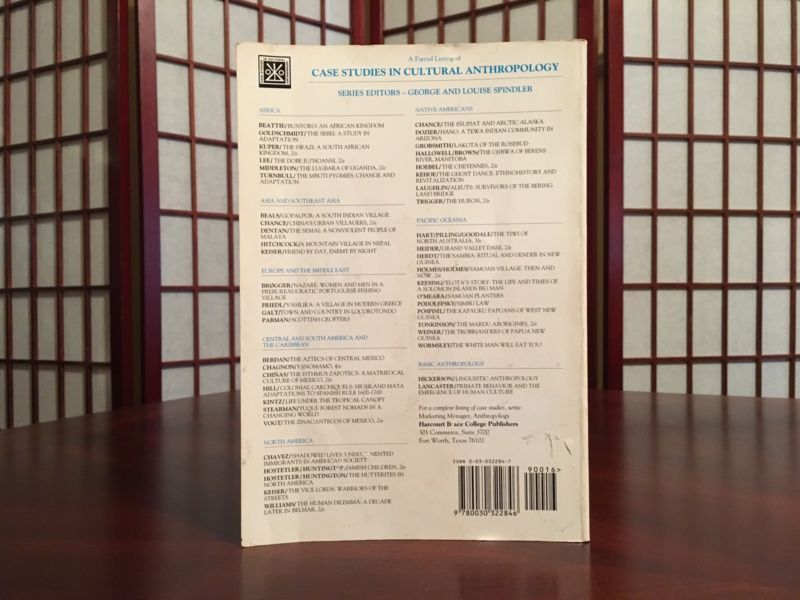 A Partial Listing of
CASE STUDIES IN CULTURAL ANTHROPOLOGY
SERIES EDITORS – GEORGE AND LOUISE SPINDLER
AFRICA
BEATTIE/BUNYORO: AN AFRICAN KINGDOM
GOLDSCHMIDT/THE SEBEI: A STUDY IN
ADAPTATION
KUPER/THE SWAZI: A SOUTH AFRICAN
KINGDOM, 2/e
LEE/THE DOBE JU/'HOANSI, 2/e
MIDDLETON/THE LUGBARA OF UGANDA, 2/e
TURNBULL/THE MBUTI PYGMIES: CHANGE AND
ADAPTATION
ASIA AND SOUTHEAST ASIA
BEALS/GOPALPUR: A SOUTH INDIAN VILLAGE
CHANCE/CHINA'S URBAN VILLAGERS, 2/e
DENTAN/THE SEMAI: A NONVIOLENT PEOPLE OF
MALAYA
HITCHCOCK/A MOUNTAIN VILLAGE IN NEPAL
KEISER/FRIEND BY DAY, ENEMY BY NIGHT
EUROPE AND THE MIDDLE EAST
BRØGGER/NAZARÉ: WOMEN AND MEN IN A
PREBUREAUCRATIC PORTUGUESE FISHING
VILLAGE
FRIEDL/VASILIKA: A VILLAGE IN MODERN GREECE
GALT/TOWN AND COUNTRY IN LOCOROTONDO
PARMAN/SCOTTISH CROFTERS
CENTRAL AND SOUTH AMERICA AND
THE CARIBBEAN
BERDAN/THE AZTECS OF CENTRAL MEXICO
CHAGNON/YANOMAMÖ, 4/e
CHIÑAS/THE ISTHMUS ZAPOTECS: A MATRIFOCAL
CULTURE OF MEXICO, 2/e
HILL/COLONIAL CAKCHIQUELS: HIGHLAND MAYA
ADAPTATIONS TO SPANISH RULE 1600-1700
KINTZ/LIFE UNDER THE TROPICAL CANOPY
STEARMAN/YUQUÍ: FOREST NOMADS IN A
CHANGING WORLD
VOGT/THE ZINACANTECOS OF MEXICO, 2/e
NORTH AMERICA
CHAVEZ/SHADOWED LIVES: UNDOCUMENTED
IMMIGRANTS IN AMERICAN SOCIETY
HOSTETLER/HUNTINGTON/AMISH CHILDREN, 2/e
HOSTETLER/HUNTINGTON/THE HUTTERITES IN
NORTH AMERICA
KEISER/THE VICE LORDS: WARRIORS OF THE
STREETS
WILLIAMS/THE HUMAN DILEMMA: A DECADE
LATER IN BELMAR, 2/e
NATIVE AMERICANS
CHANCE/THE IÑUPIAT AND ARCTIC ALASKA
DOZIER/HANO: A TEWA INDIAN COMMUNITY IN
ARIZONA
GROBSMITH/LAKOTA OF THE ROSEBUD
HALLOWELL/BROWN/THE OJIBWA OF BERENS
RIVER, MANITOBA
HOEBEL/THE CHEYENNES, 2/e
KEHOE/THE GHOST DANCE: ETHNOHISTORY AND
REVITALIZATION
LAUGHLIN/ALEUTS: SURVIVORS OF THE BERING
LAND BRIDGE
TRIGGER/THE HURON, 2/e
PACIFIC OCEANIA
HART/PILLING/GOODALE/THE TIWI OF
NORTH AUSTRALIA, 3/e
HEIDER/GRAND VALLEY DANI, 2/e
HERDT/THE SAMBIA: RITUAL AND GENDER IN NEW
GUINEA
HOLMES/HOLMES/SAMOAN VILLAGE: THEN AND
NOW, 2/e
KEESING/'ELOTA'S STORY: THE LIFE AND TIMES OF
A SOLOMON ISLANDS BIG MAN
O'MEARA/SAMOAN PLANTERS
PODOLEFSKY/SIMBU LAW
POSPISIL/THE KAPAUKU PAPUANS OF WEST NEW
GUINEA
TONKINSON/THE MARDU ABORIGINES, 2/e
WEINER/THE TROBRIANDERS OF PAPUA NEW
GUINEA
WORMSLEY/THE WHITE MAN WILL EAT YOU!
BASIC ANTHROPOLOGY
HICKERSON/LINGUISTIC ANTHROPOLOGY
LANCASTER/PRIMATE BEHAVIOR AND THE
EMERGENCE OF HUMAN CULTURE
For a complete listing of case studies, write:
Marketing Manager, Anthropology
Harcourt Brace College Publishers
301 Commerce, Suite 3700
Fort Worth, Texas 76102
ISBN 0-03-032284-7
90016>
9 780030 322846